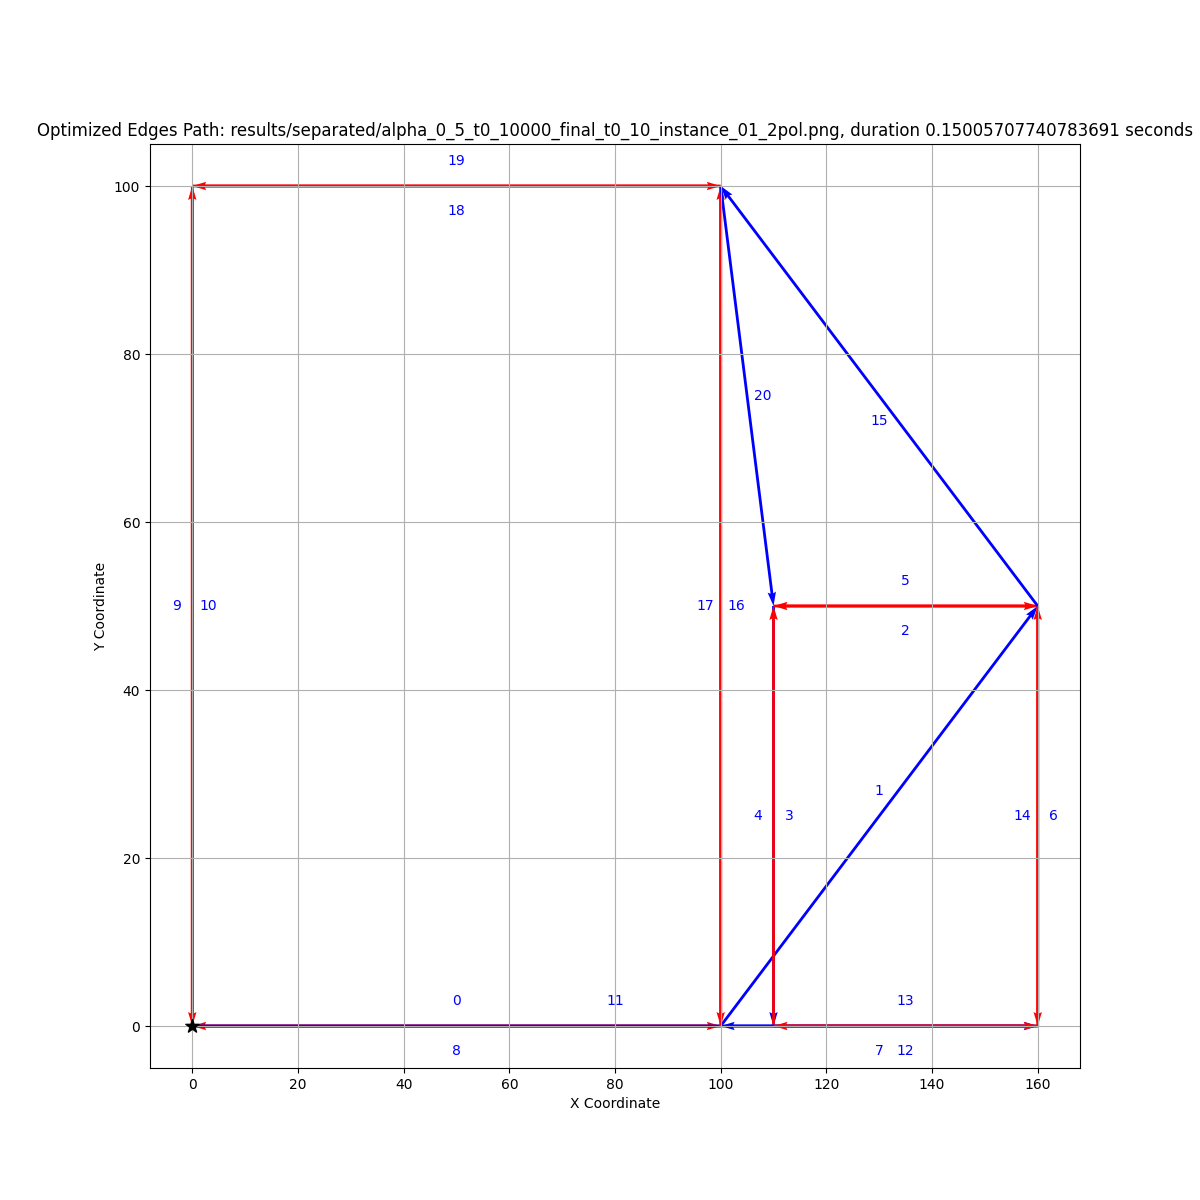 Optimized Edges Path: results/separated/alpha_0_5_t0_10000_final_t0_10_instance_01_2pol.png, duration 0.15005707740783691 seconds
19
100
18
80
20
15
60
5
9 10 17 16
2
Y Coordinate
40
1
4 3 14 6
20
0 11 13
0
8 7 12
0 20 40 60 80 100 120 140 160
X Coordinate